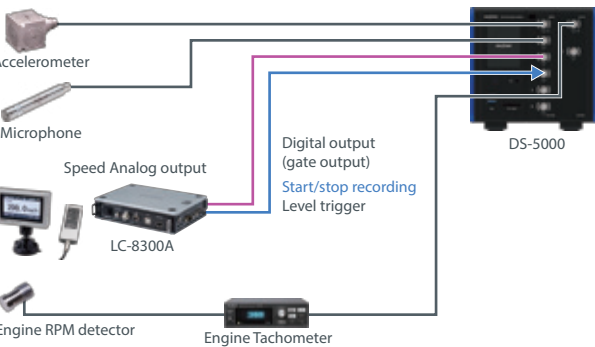 Accelerometer
Microphone
DS-5000
Digital output
(gate output)
Start/stop recording
Level trigger
Speed Analog output
LC-8300A
Engine RPM detector
Engine Tachometer